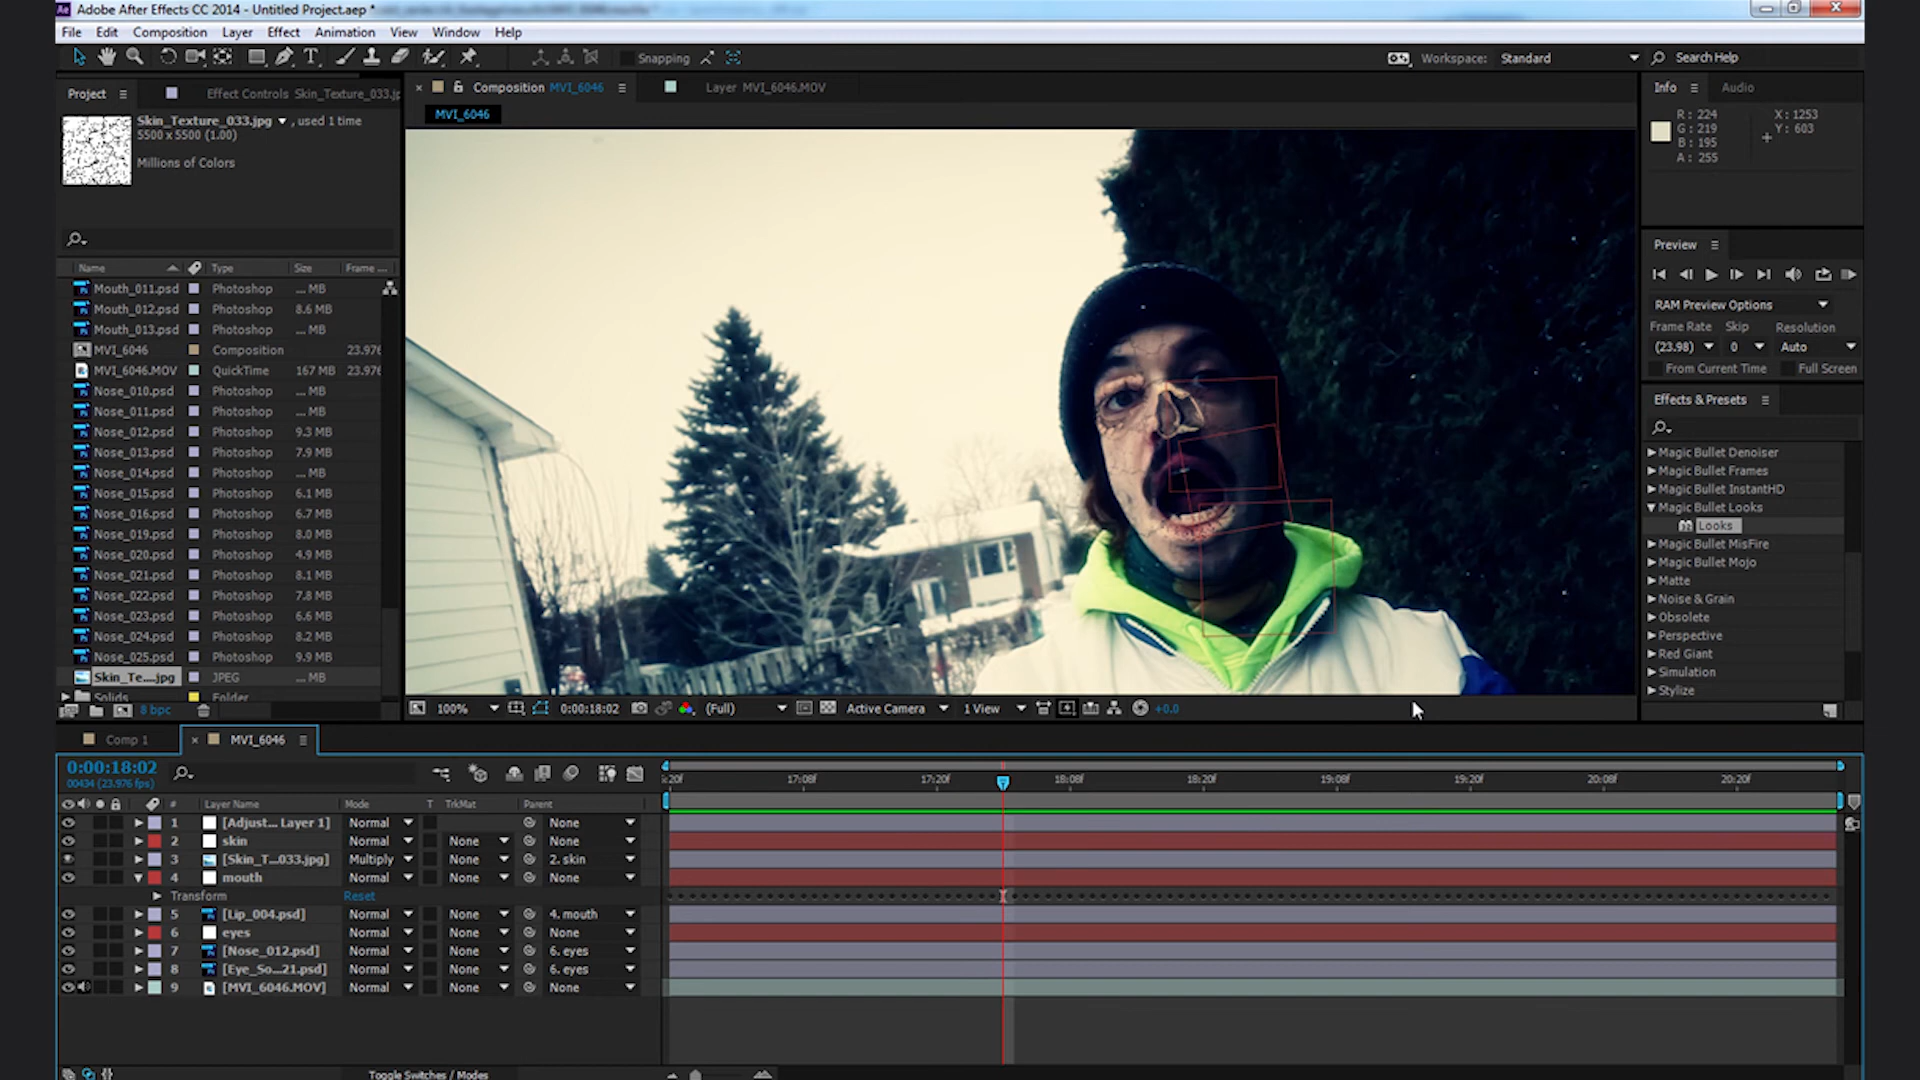 Ae Adobe After Effects CC 2014 - Untitled Project.aep *
File Edit Composition Layer Effect Animation View Window Help
Snapping
Workspace: Standard
Search Help
Project
Effect Controls Skin_Texture_033.jp
Skin_Texture_033.jpg , used 1 time
5500 x 5500 (1.00)
Millions of Colors
Name Type Size Frame ...
Mouth_011.psd Photoshop ... MB
Mouth_012.psd Photoshop 8.6 MB
Mouth_013.psd Photoshop ... MB
MVI_6046 Composition 23.976
MVI_6046.MOV QuickTime 167 MB 23.976
Nose_010.psd Photoshop ... MB
Nose_011.psd Photoshop ... MB
Nose_012.psd Photoshop 9.3 MB
Nose_013.psd Photoshop 7.9 MB
Nose_014.psd Photoshop ... MB
Nose_015.psd Photoshop 6.1 MB
Nose_016.psd Photoshop 6.7 MB
Nose_019.psd Photoshop 8.0 MB
Nose_020.psd Photoshop 4.9 MB
Nose_021.psd Photoshop 8.1 MB
Nose_022.psd Photoshop 7.8 MB
Nose_023.psd Photoshop 6.6 MB
Nose_024.psd Photoshop 8.2 MB
Nose_025.psd Photoshop 9.9 MB
Skin_Te....jpg JPEG ... MB
Solids Folder
8 bpc
Composition MVI_6046
Layer MVI_6046.MOV
MVI_6046
100% 0:00:18:02 (Full) Active Camera 1 View +0.0
Info Audio
R : 224 X : 1253
G : 219 Y : 603
B : 195
A : 255
Preview
RAM Preview Options
Frame Rate Skip Resolution
(23.98) 0 Auto
From Current Time Full Screen
Effects & Presets
Magic Bullet Denoiser
Magic Bullet Frames
Magic Bullet InstantHD
Magic Bullet Looks
Looks
Magic Bullet MisFire
Magic Bullet Mojo
Matte
Noise & Grain
Obsolete
Perspective
Red Giant
Simulation
Stylize
Comp 1 MVI_6046
0:00:18:02
00434 (23.976 fps)
:20f 17:08f 17:20f 18:08f 18:20f 19:08f 19:20f 20:08f 20:20f
# Layer Name Mode T TrkMat Parent
1 [Adjust... Layer 1] Normal None
2 skin Normal None None
3 [Skin_T...033.jpg] Multiply None 2. skin
4 mouth Normal None None
Transform Reset
5 [Lip_004.psd] Normal None 4. mouth
6 eyes Normal None None
7 [Nose_012.psd] Normal None 6. eyes
8 [Eye_So...21.psd] Normal None 6. eyes
9 [MVI_6046.MOV] Normal None None
Toggle Switches / Modes